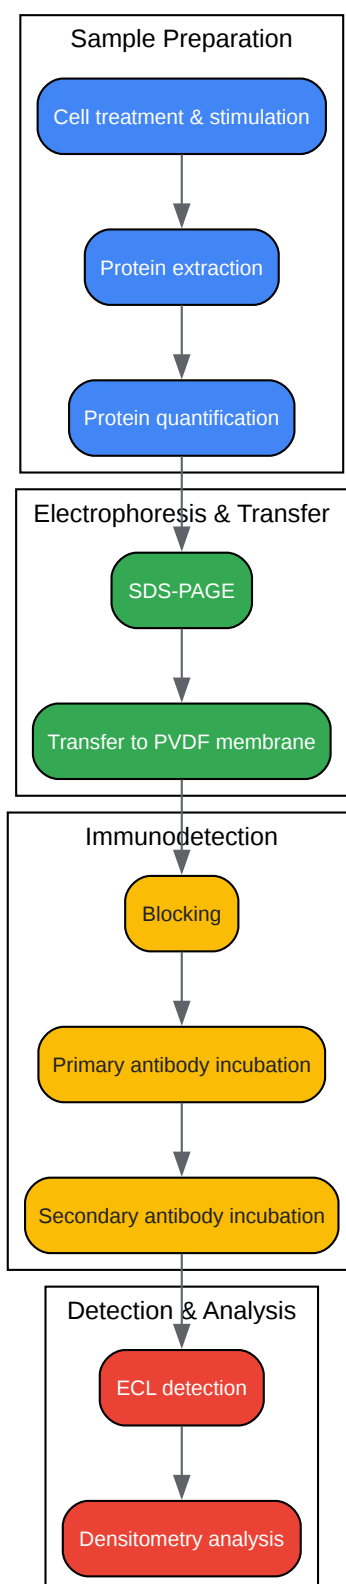 Sample Preparation
Cell treatment & stimulation
Protein extraction
Protein quantification
Electrophoresis & Transfer
SDS-PAGE
Transfer to PVDF membrane
Immunodetection
Blocking
Primary antibody incubation
Secondary antibody incubation
Detection & Analysis
ECL detection
Densitometry analysis